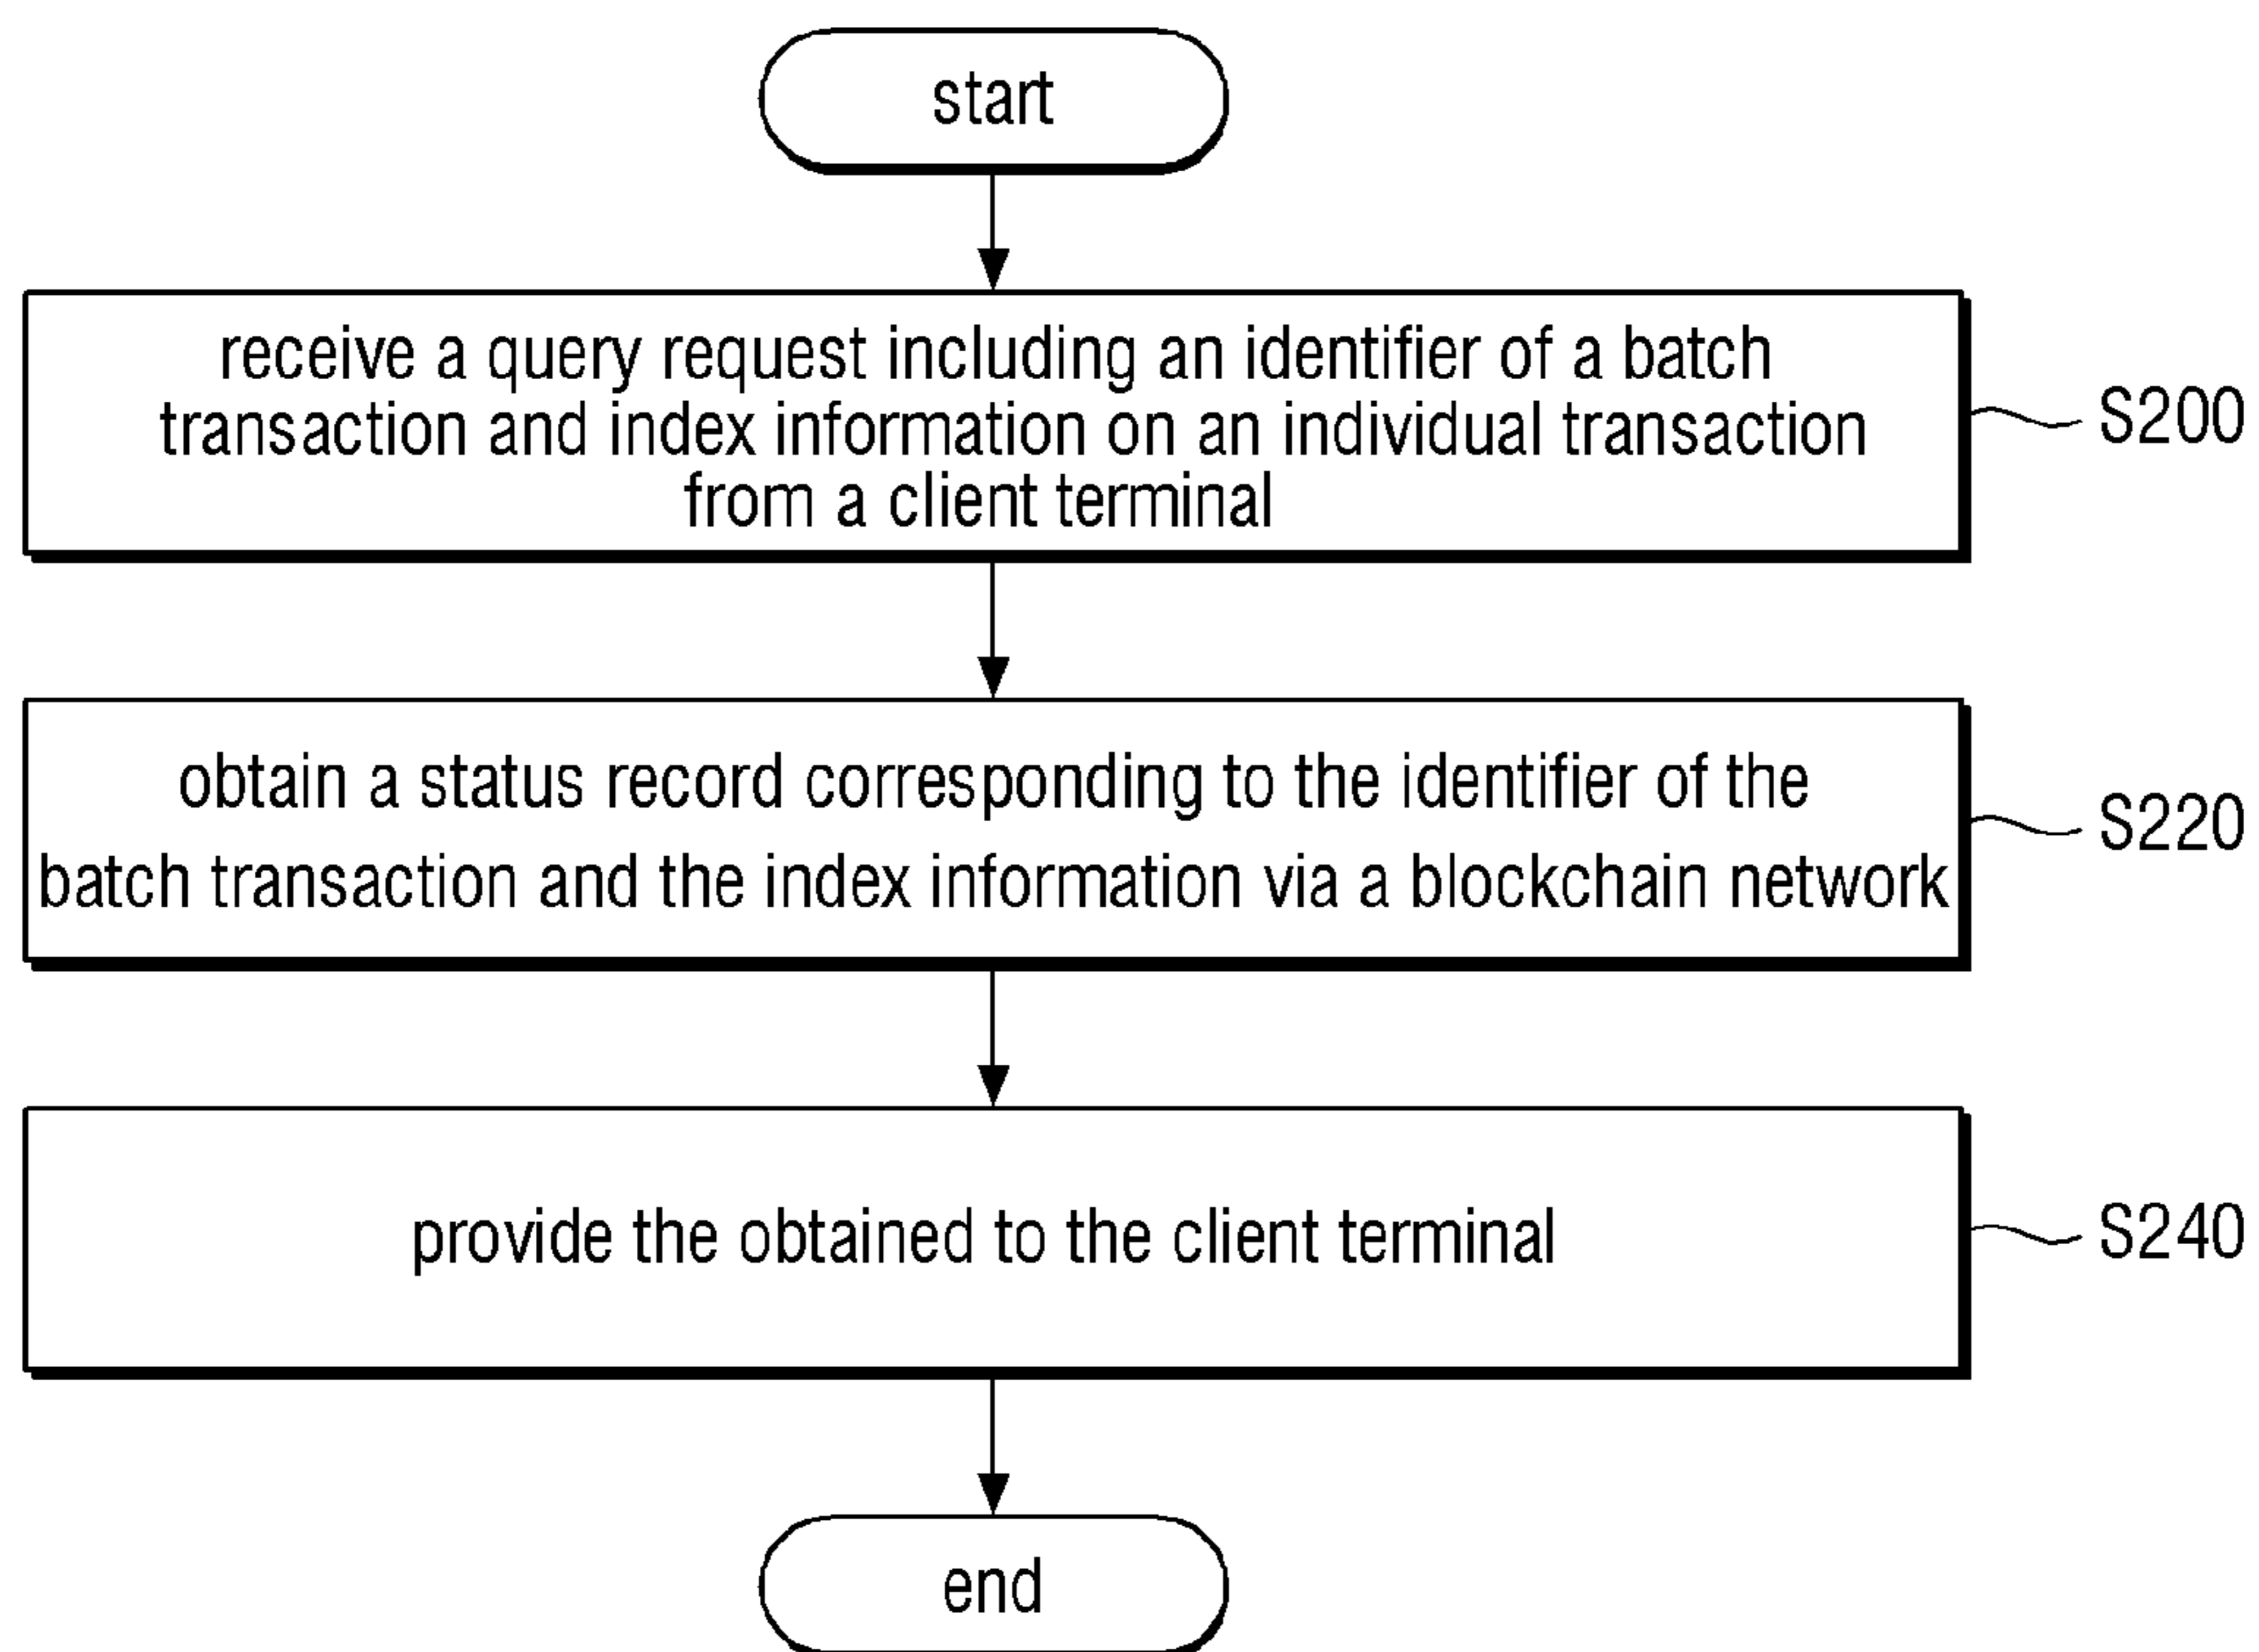 start
receive a query request including an identifier of a batch
transaction and index information on an individual transaction
from a client terminal
S200
obtain a status record corresponding to the identifier of the
batch transaction and the index information via a blockchain network
S220
provide the obtained to the client terminal
S240
end